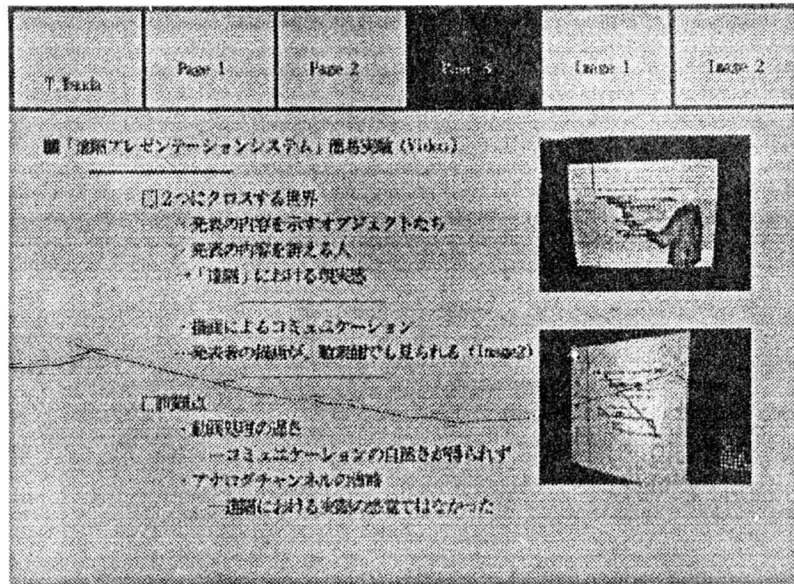 Page 1
Page 2
Page 3
Image 1
Image 2
「遠隔プレゼンテーションシステム」簡易実験 (Video)
2つにクロスする世界
・発表の内容を示すオブジェクトたち
・発表の内容を訴える人
→「遠隔」における現実感
・描画によるコミュニケーション
発表者の描画が、聴衆側でも見られる (Image2)
問題点
・動画処理の遅さ
―コミュニケーションの自然さが得られず
・アナログチャンネルの省略
―遠隔における実際の感覚ではなかった